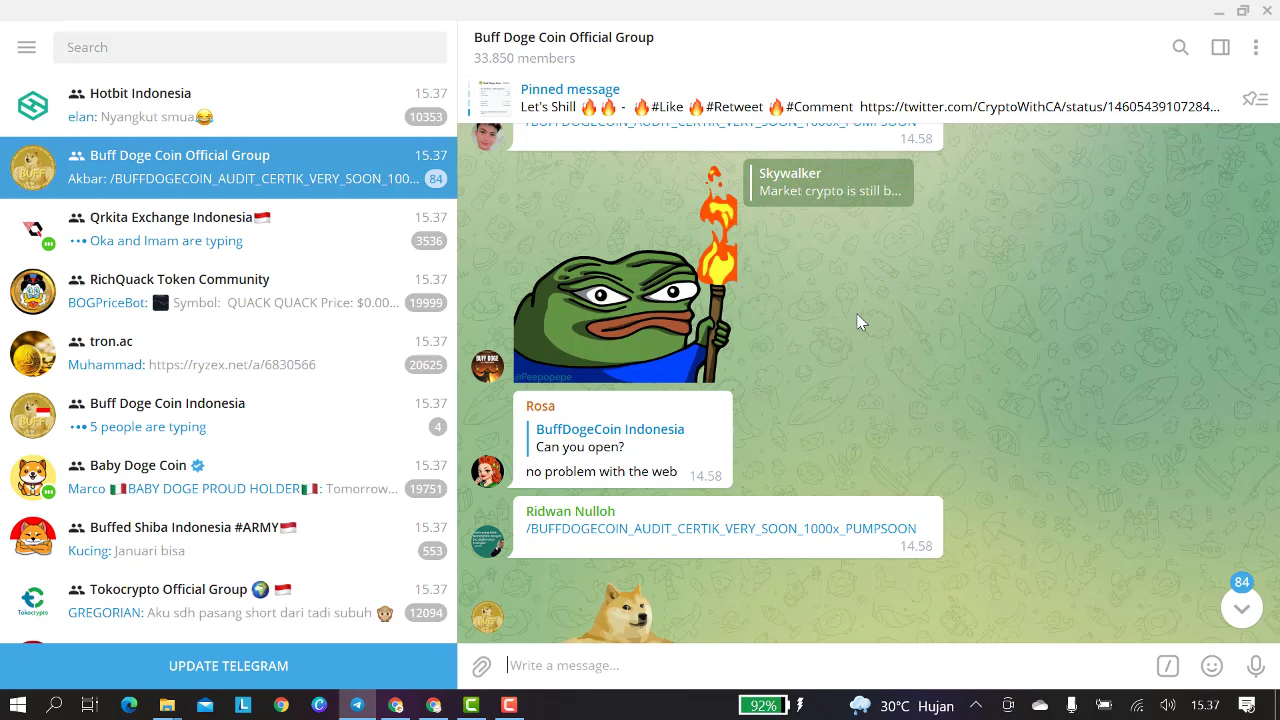 Search
Hotbit Indonesia 15.37
elan: Nyangkut smua😂 10353
Buff Doge Coin Official Group 15.37
Akbar: /BUFFDOGECOIN_AUDIT_CERTIK_VERY_SOON_100... 84
Qrkita Exchange Indonesia🇮🇩 15.37
Oka and Imam are typing 3536
RichQuack Token Community 15.37
BOGPriceBot: ⬛ Symbol: QUACK QUACK Price: $0.00... 19999
tron.ac 15.37
Muhammad: https://ryzex.net/a/6830566 20625
Buff Doge Coin Indonesia 15.37
5 people are typing 4
Baby Doge Coin 15.37
Marco 🇮🇹BABY DOGE PROUD HOLDER🇮🇹: Tomorrow... 19751
Buffed Shiba Indonesia #ARMY🇮🇩 15.37
Kucing: Januari bisa 553
Tokocrypto Official Group 🌍 🇮🇩 15.37
GREGORIAN: Aku sdh pasang short dari tadi subuh 🙊 12094
UPDATE TELEGRAM
Buff Doge Coin Official Group
33.850 members
Pinned message
Let's Shill 🔥🔥 - 🔥#Like 🔥#Retweet 🔥#Comment https://twitter.com/CryptoWithCA/status/14605439107284...
/BUFFDOGECOIN_AUDIT_CERTIK_VERY_SOON_1000x_PUMPSOON
14.58
Skywalker
Market crypto is still b...
@Peepopepe
BUFF DOGE
Rosa
BuffDogeCoin Indonesia
Can you open?
no problem with the web 14.58
Ridwan Nulloh
/BUFFDOGECOIN_AUDIT_CERTIK_VERY_SOON_1000x_PUMPSOON
14.58
84
Write a message...
92% 30°C Hujan 15.37